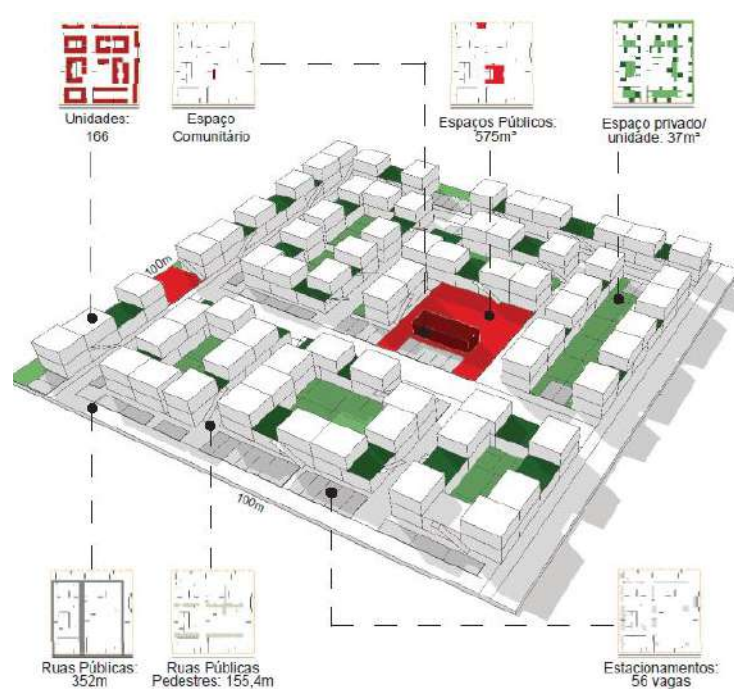 Unidades:
166
Espaço
Comunitário
Espaços Públicos:
575m²
Espaço privado/
unidade: 37m²
100m
100m
Ruas Públicas:
352m
Ruas Públicas
Pedestres: 155,4m
Estacionamentos:
56 vagas